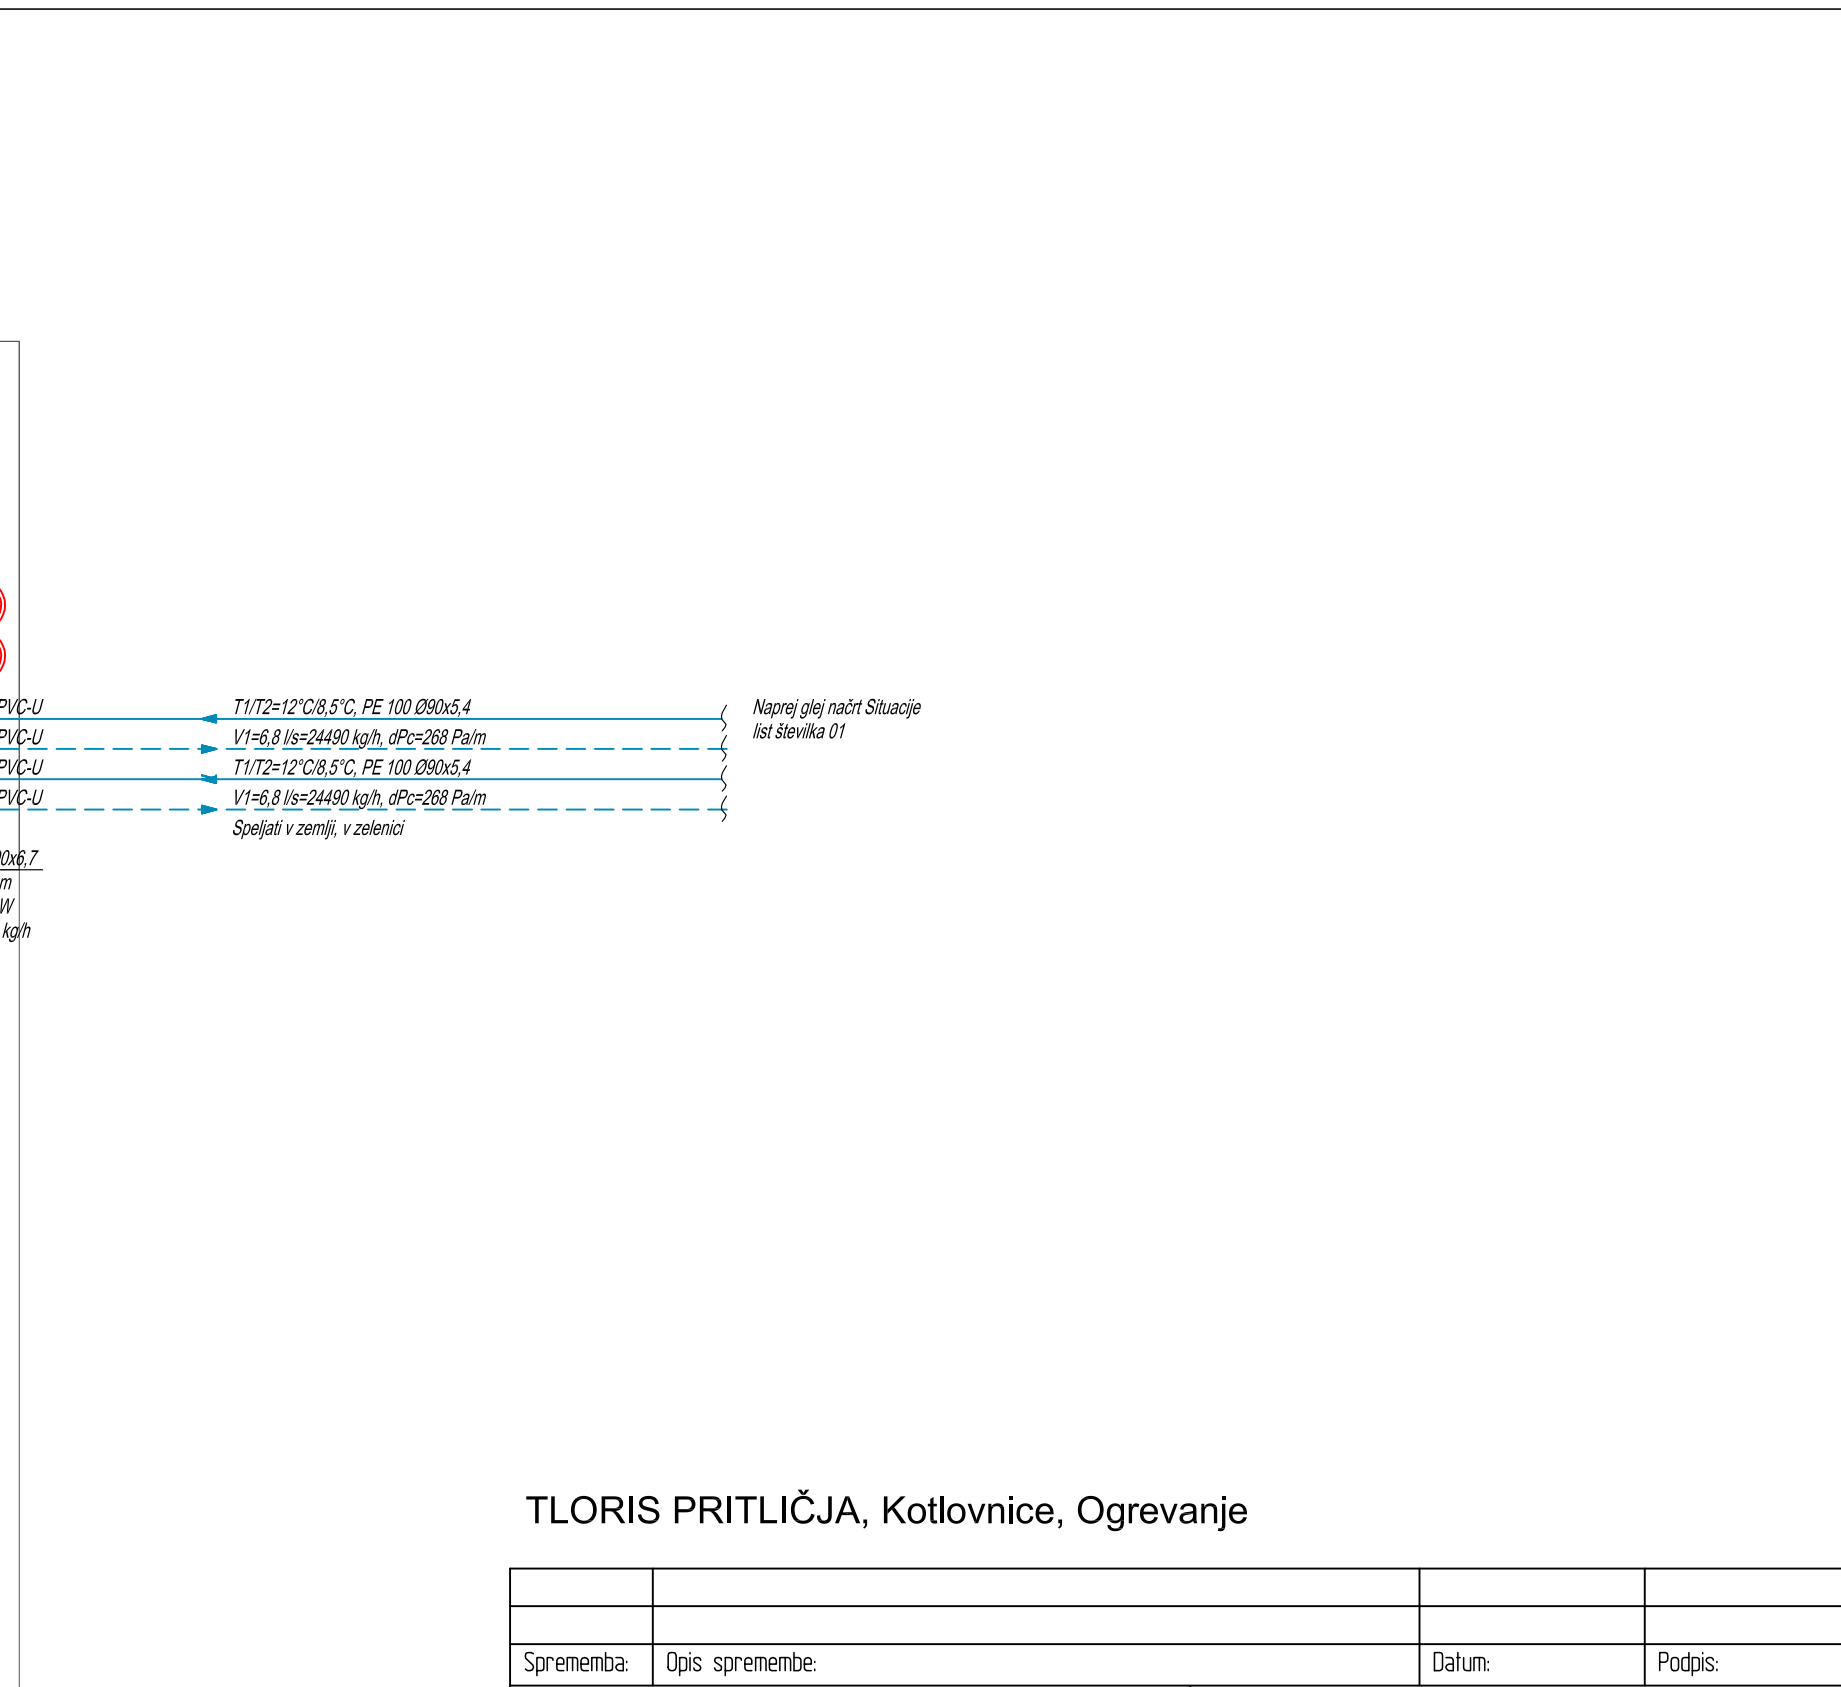 PVC-U
T1/T2=12°C/8,5°C, PE 100 Ø90x5,4
Naprej glej načrt Situacije
list številka 01
PVC-U
V1=6,8 l/s=24490 kg/h, dPc=268 Pa/m
PVC-U
T1/T2=12°C/8,5°C, PE 100 Ø90x5,4
PVC-U
V1=6,8 l/s=24490 kg/h, dPc=268 Pa/m
Speljati v zemlji, v zelenici
0x6,7
m
W
kg/h
TLORIS PRITLIČJA, Kotlovnice, Ogrevanje
Sprememba:
Opis spremembe:
Datum:
Podpis: